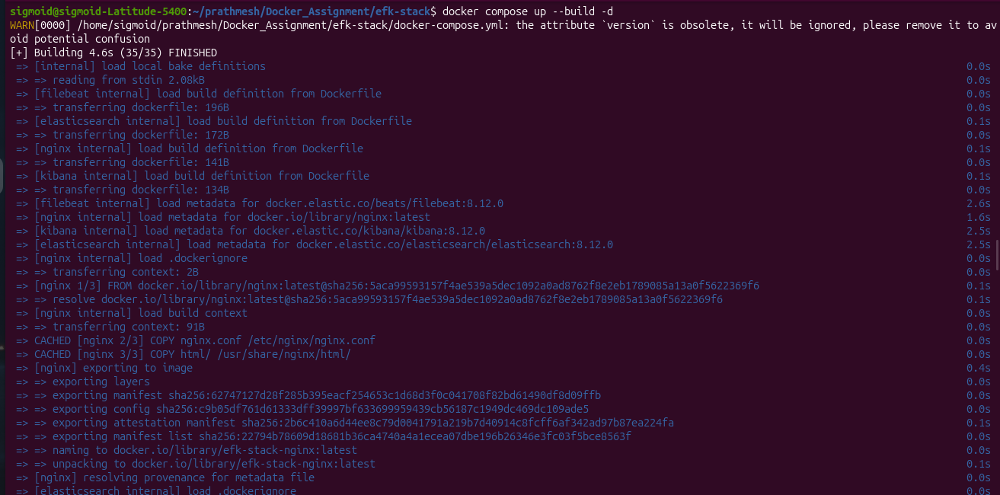 sigmoid@sigmoid-Latitude-5400:~/prathmesh/Docker_Assignment/efk-stack$ docker compose up --build -d
WARN[0000] /home/sigmoid/prathmesh/Docker_Assignment/efk-stack/docker-compose.yml: the attribute `version` is obsolete, it will be ignored, please remove it to av
oid potential confusion
[+] Building 4.6s (35/35) FINISHED
=> [internal] load local bake definitions 0.0s
=> => reading from stdin 2.08kB 0.0s
=> [filebeat internal] load build definition from Dockerfile 0.0s
=> => transferring dockerfile: 196B 0.0s
=> [elasticsearch internal] load build definition from Dockerfile 0.1s
=> => transferring dockerfile: 172B 0.0s
=> [nginx internal] load build definition from Dockerfile 0.1s
=> => transferring dockerfile: 141B 0.0s
=> [kibana internal] load build definition from Dockerfile 0.1s
=> => transferring dockerfile: 134B 0.0s
=> [filebeat internal] load metadata for docker.elastic.co/beats/filebeat:8.12.0 2.6s
=> [nginx internal] load metadata for docker.io/library/nginx:latest 1.6s
=> [kibana internal] load metadata for docker.elastic.co/kibana/kibana:8.12.0 2.5s
=> [elasticsearch internal] load metadata for docker.elastic.co/elasticsearch/elasticsearch:8.12.0 2.5s
=> [nginx internal] load .dockerignore 0.0s
=> => transferring context: 2B 0.0s
=> [nginx 1/3] FROM docker.io/library/nginx:latest@sha256:5aca99593157f4ae539a5dec1092a0ad8762f8e2eb1789085a13a0f5622369f6 0.1s
=> => resolve docker.io/library/nginx:latest@sha256:5aca99593157f4ae539a5dec1092a0ad8762f8e2eb1789085a13a0f5622369f6 0.1s
=> [nginx internal] load build context 0.0s
=> => transferring context: 91B 0.0s
=> CACHED [nginx 2/3] COPY nginx.conf /etc/nginx/nginx.conf 0.0s
=> CACHED [nginx 3/3] COPY html/ /usr/share/nginx/html/ 0.0s
=> [nginx] exporting to image 0.4s
=> => exporting layers 0.0s
=> => exporting manifest sha256:62747127d28f285b395eacf254653c1d68d3f0c041708f82bd61490df8d09ffb 0.0s
=> => exporting config sha256:c9b05df761d61333dff39997bf633699959439cb56187c1949dc469dc109ade5 0.0s
=> => exporting attestation manifest sha256:2b6c410a6d44ee8c79d0041791a219b7d40914c8fcff6af342ad97b87ea224fa 0.1s
=> => exporting manifest list sha256:22794b78609d18681b36ca4740a4a1ecea07dbe196b26346e3fc03f5bce8563f 0.0s
=> => naming to docker.io/library/efk-stack-nginx:latest 0.0s
=> => unpacking to docker.io/library/efk-stack-nginx:latest 0.1s
=> [nginx] resolving provenance for metadata file 0.0s
=> [elasticsearch internal] load .dockerignore 0.0s